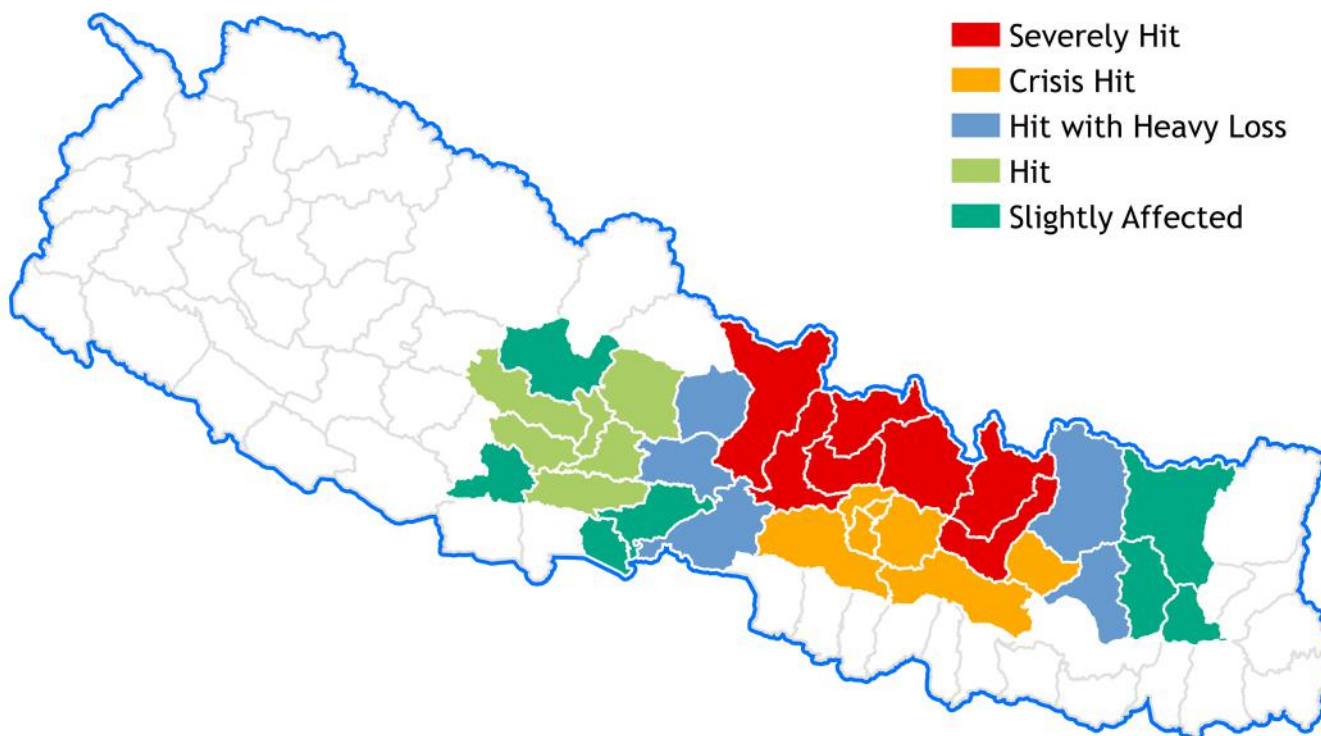 Severely Hit
Crisis Hit
Hit with Heavy Loss
Hit
Slightly Affected